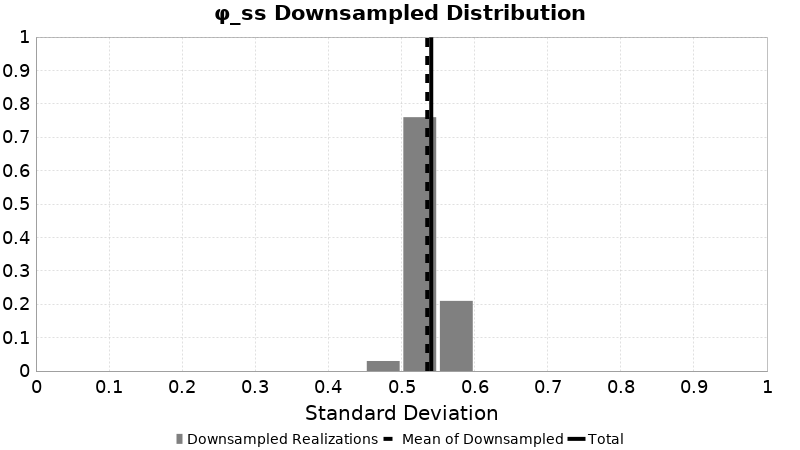 φ_ss Downsampled Distribution
1
0.9
0.8
0.7
0.6
0.5
0.4
0.3
0.2
0.1
0
0 0.1 0.2 0.3 0.4 0.5 0.6 0.7 0.8 0.9 1
Standard Deviation
Downsampled Realizations Mean of Downsampled Total